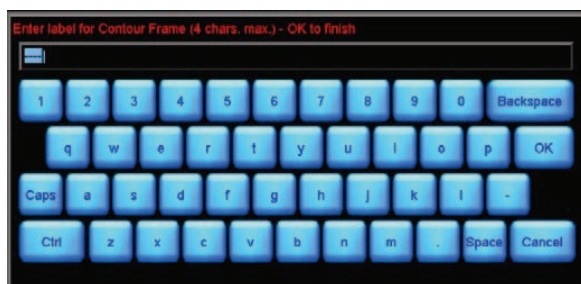 Enter label for Contour Frame (4 chars. max.) - OK to finish
----
1 2 3 4 5 6 7 8 9 0 Backspace
q w e r t y u i o p OK
Caps a s d f g h j k l -
Ctrl z x c v b n m . Space Cancel